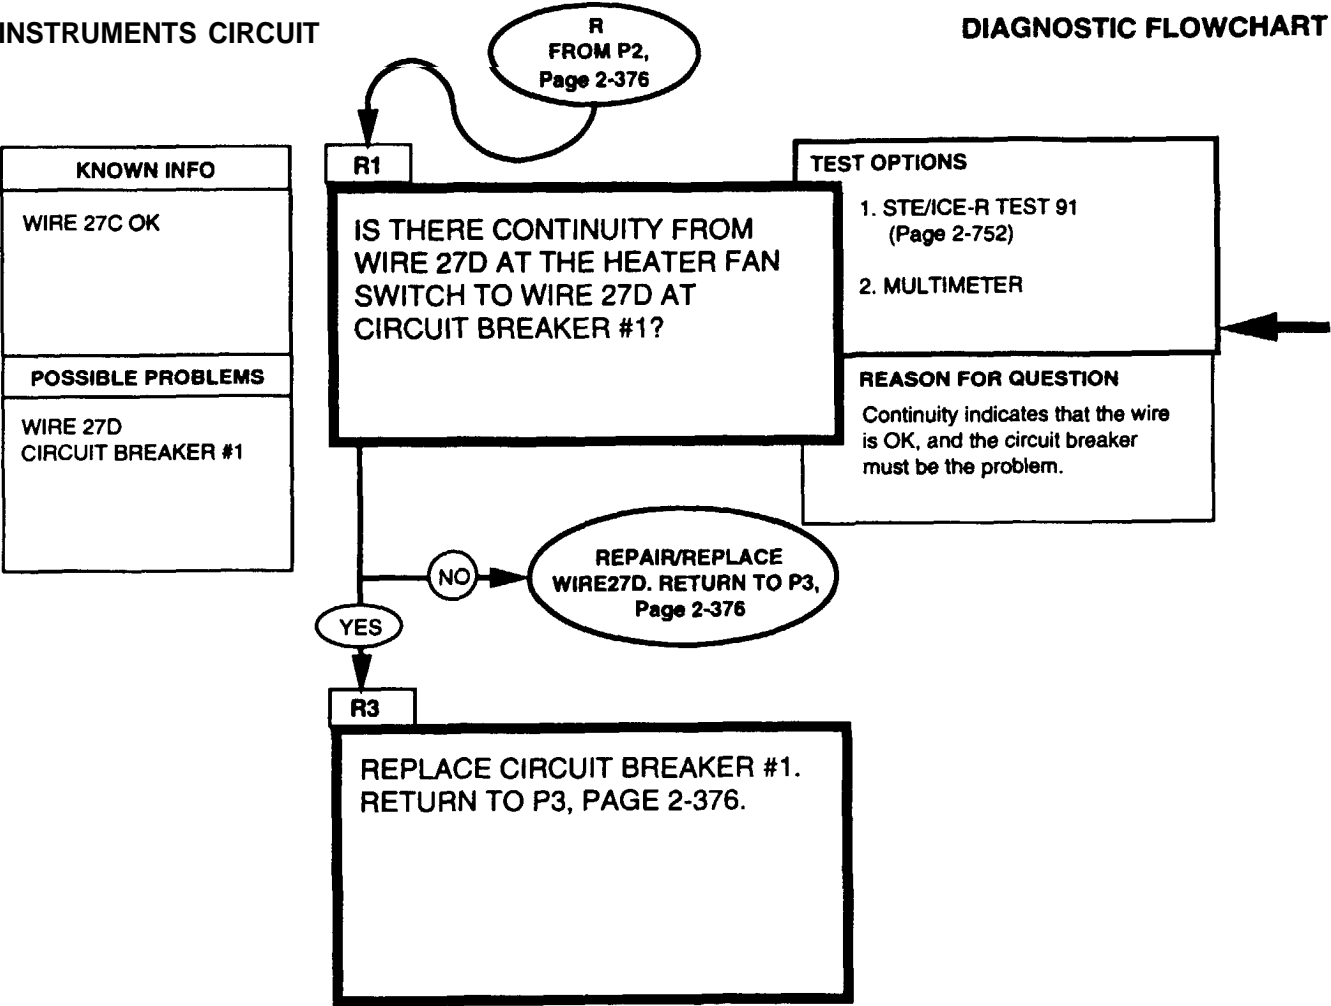 INSTRUMENTS CIRCUIT
DIAGNOSTIC FLOWCHART
R
FROM P2,
Page 2-376
KNOWN INFO
WIRE 27C OK
POSSIBLE PROBLEMS
WIRE 27D
CIRCUIT BREAKER #1
R1
IS THERE CONTINUITY FROM
WIRE 27D AT THE HEATER FAN
SWITCH TO WIRE 27D AT
CIRCUIT BREAKER #1?
TEST OPTIONS
1. STE/ICE-R TEST 91
(Page 2-752)
2. MULTIMETER
REASON FOR QUESTION
Continuity indicates that the wire
is OK, and the circuit breaker
must be the problem.
NO
REPAIR/REPLACE
WIRE27D. RETURN TO P3,
Page 2-376
YES
R3
REPLACE CIRCUIT BREAKER #1.
RETURN TO P3, PAGE 2-376.